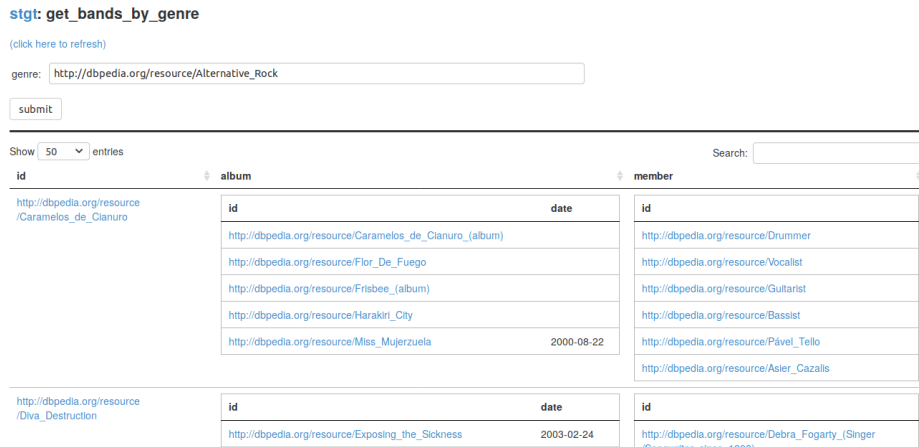 stgt: get_bands_by_genre
(click here to refresh)
genre: http://dbpedia.org/resource/Alternative_Rock
submit
Show 50 entries
Search:
id album member
http://dbpedia.org/resource
/Caramelos_de_Cianuro
id date
http://dbpedia.org/resource/Caramelos_de_Cianuro_(album)
http://dbpedia.org/resource/Flor_De_Fuego
http://dbpedia.org/resource/Frisbee_(album)
http://dbpedia.org/resource/Harakiri_City
http://dbpedia.org/resource/Miss_Mujerzuela 2000-08-22
id
http://dbpedia.org/resource/Drummer
http://dbpedia.org/resource/Vocalist
http://dbpedia.org/resource/Guitarist
http://dbpedia.org/resource/Bassist
http://dbpedia.org/resource/Pável_Tello
http://dbpedia.org/resource/Asier_Cazalis
http://dbpedia.org/resource
/Diva_Destruction
id date
http://dbpedia.org/resource/Exposing_the_Sickness 2003-02-24
id
http://dbpedia.org/resource/Debra_Fogarty_(Singer